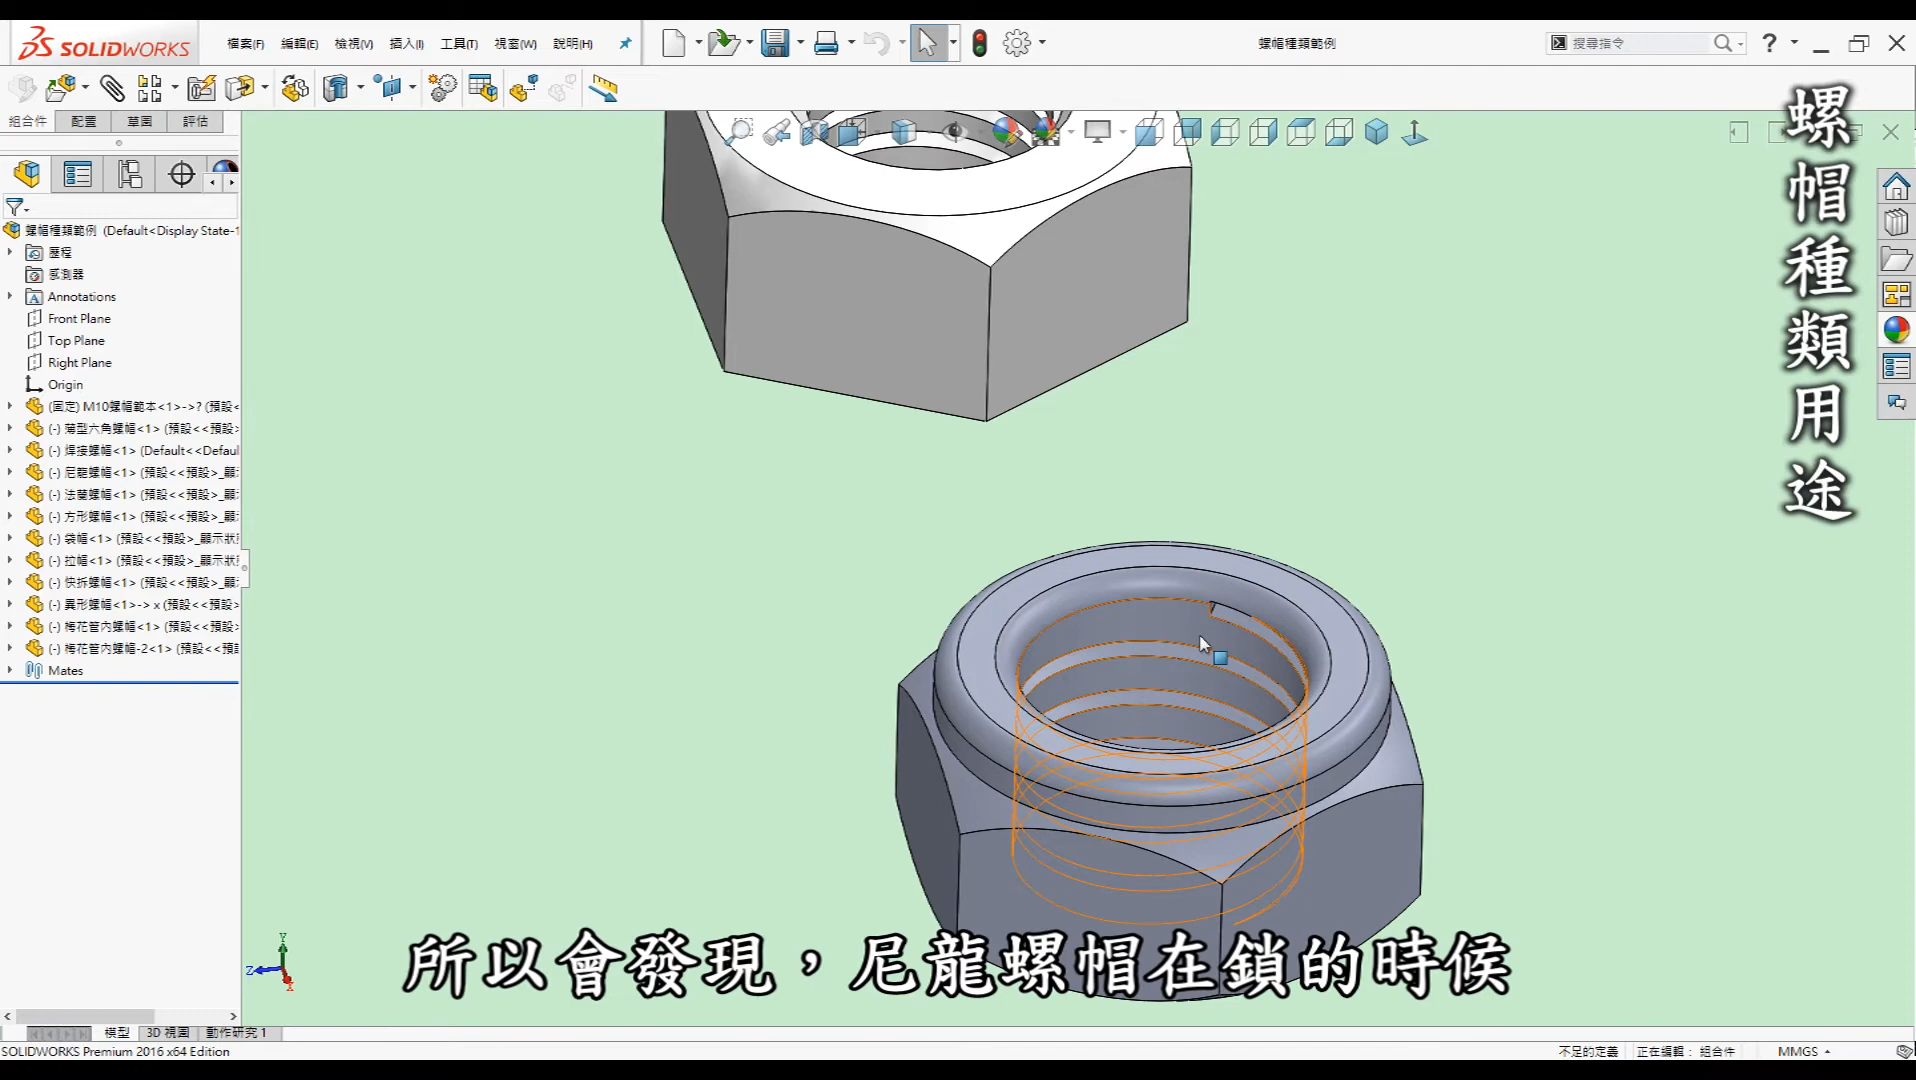 SOLIDWORKS
檔案(F) 編輯(E) 檢視(V) 插入(I) 工具(T) 視窗(W) 說明(H)
螺帽種類範例
搜尋指令
組合件 配置 草圖 評估
螺帽種類範例 (Default<Display State-1
歷程
感測器
Annotations
Front Plane
Top Plane
Right Plane
Origin
(固定) M10螺帽範本<1>->? (預設<
(-) 薄型六角螺帽<1> (預設<<預設>
(-) 焊接螺帽<1> (Default<<Defaul
(-) 尼龍螺帽<1> (預設<<預設>_顯
(-) 法蘭螺帽<1> (預設<<預設>_顯
(-) 方形螺帽<1> (預設<<預設>_顯
(-) 袋帽<1> (預設<<預設>_顯示狀
(-) 拉帽<1> (預設<<預設>_顯示狀
(-) 快拆螺帽<1> (預設<<預設>_顯
(-) 異形螺帽<1>-> x (預設<<預設>
(-) 梅花管內螺帽<1> (預設<<預設>
(-) 梅花管內螺帽-2<1> (預設<<預
Mates
螺帽種類用途
所以會發現，尼龍螺帽在鎖的時候
Y
Z
X
模型 3D 視圖 動作研究 1
SOLIDWORKS Premium 2016 x64 Edition
不足的定義 正在編輯： 組合件 MMGS